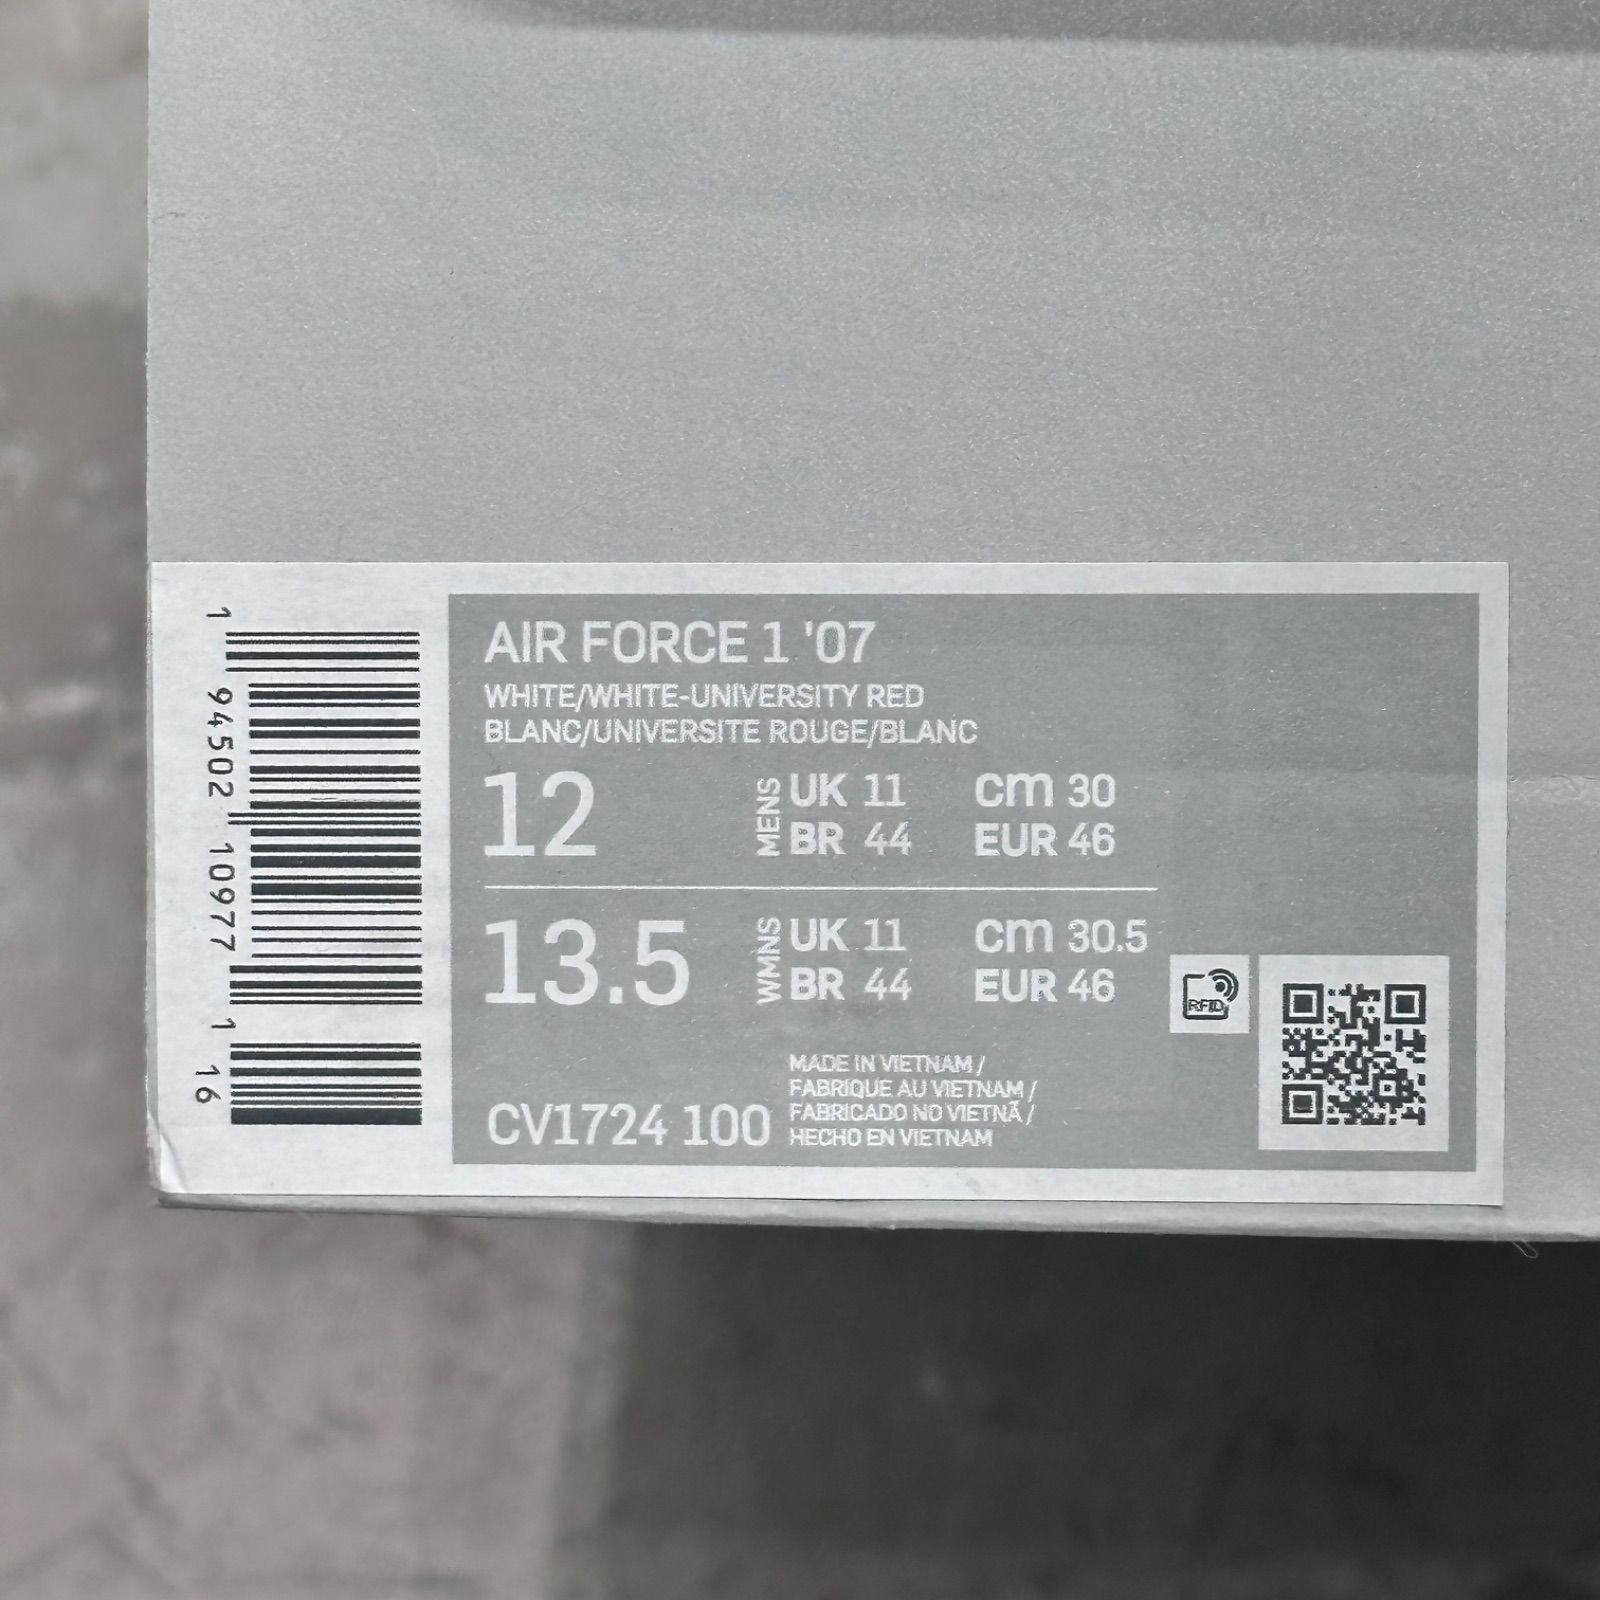 AIR FORCE 1 '07
WHITE/WHITE-UNIVERSITY RED
BLANC/UNIVERSITE ROUGE/BLANC
12 MENS UK 11 cm 30
BR 44 EUR 46
13.5 WMNS UK 11 cm 30.5
BR 44 EUR 46
CV1724 100
MADE IN VIETNAM /
FABRIQUE AU VIETNAM /
FABRICADO NO VIETNÃ /
HECHO EN VIETNAM
RFID
1 94502 10977 1 16